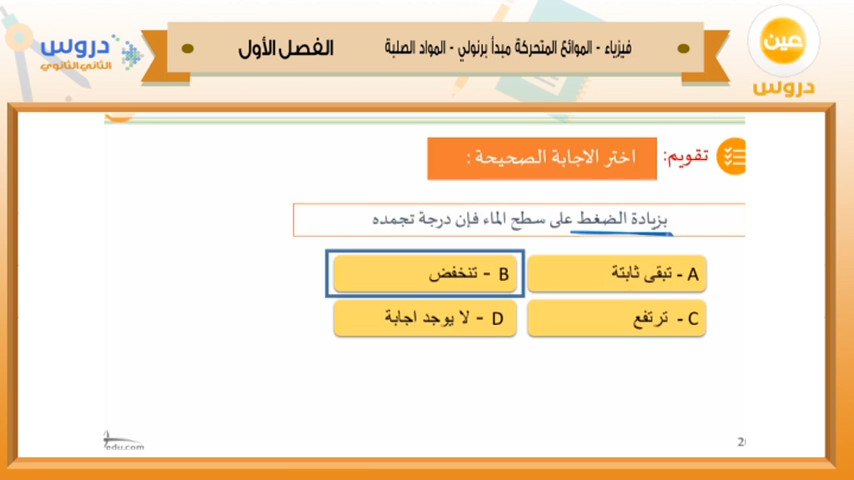 عين
دروس
فيزياء - الموائع المتحركة مبدأ برنولي - المواد الصلبة
الفصل الأول
دروس
الثاني الثانوي
تقويم:
اختر الاجابة الصحيحة :
بزيادة الضغط على سطح الماء فإن درجة تجمده
A - تبقى ثابتة
B - تنخفض
C - ترتفع
D - لا يوجد اجابة
edu.com